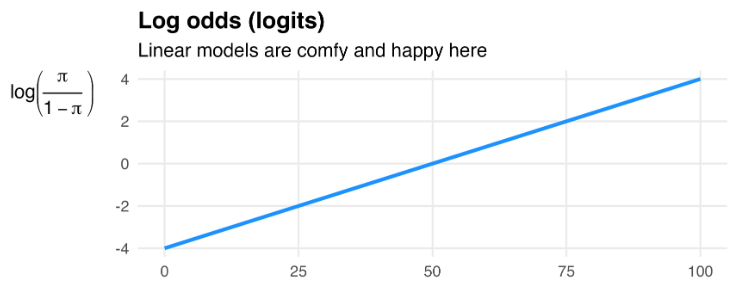 Log odds (logits)
Linear models are comfy and happy here
log(π / 1 − π)
4
2
0
-2
-4
0 25 50 75 100